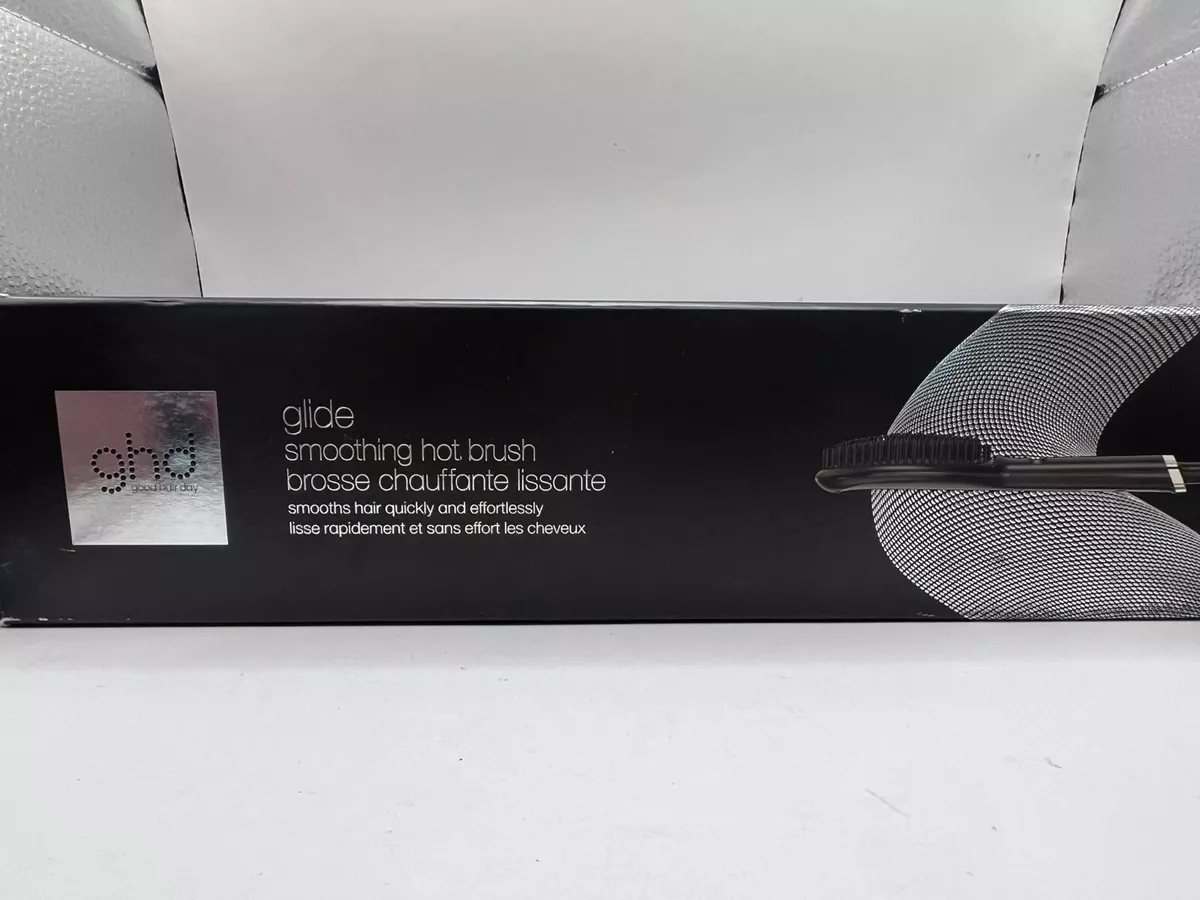 ghd
good hair day
glide
smoothing hot brush
brosse chauffante lissante
smooths hair quickly and effortlessly
lisse rapidement et sans effort les cheveux